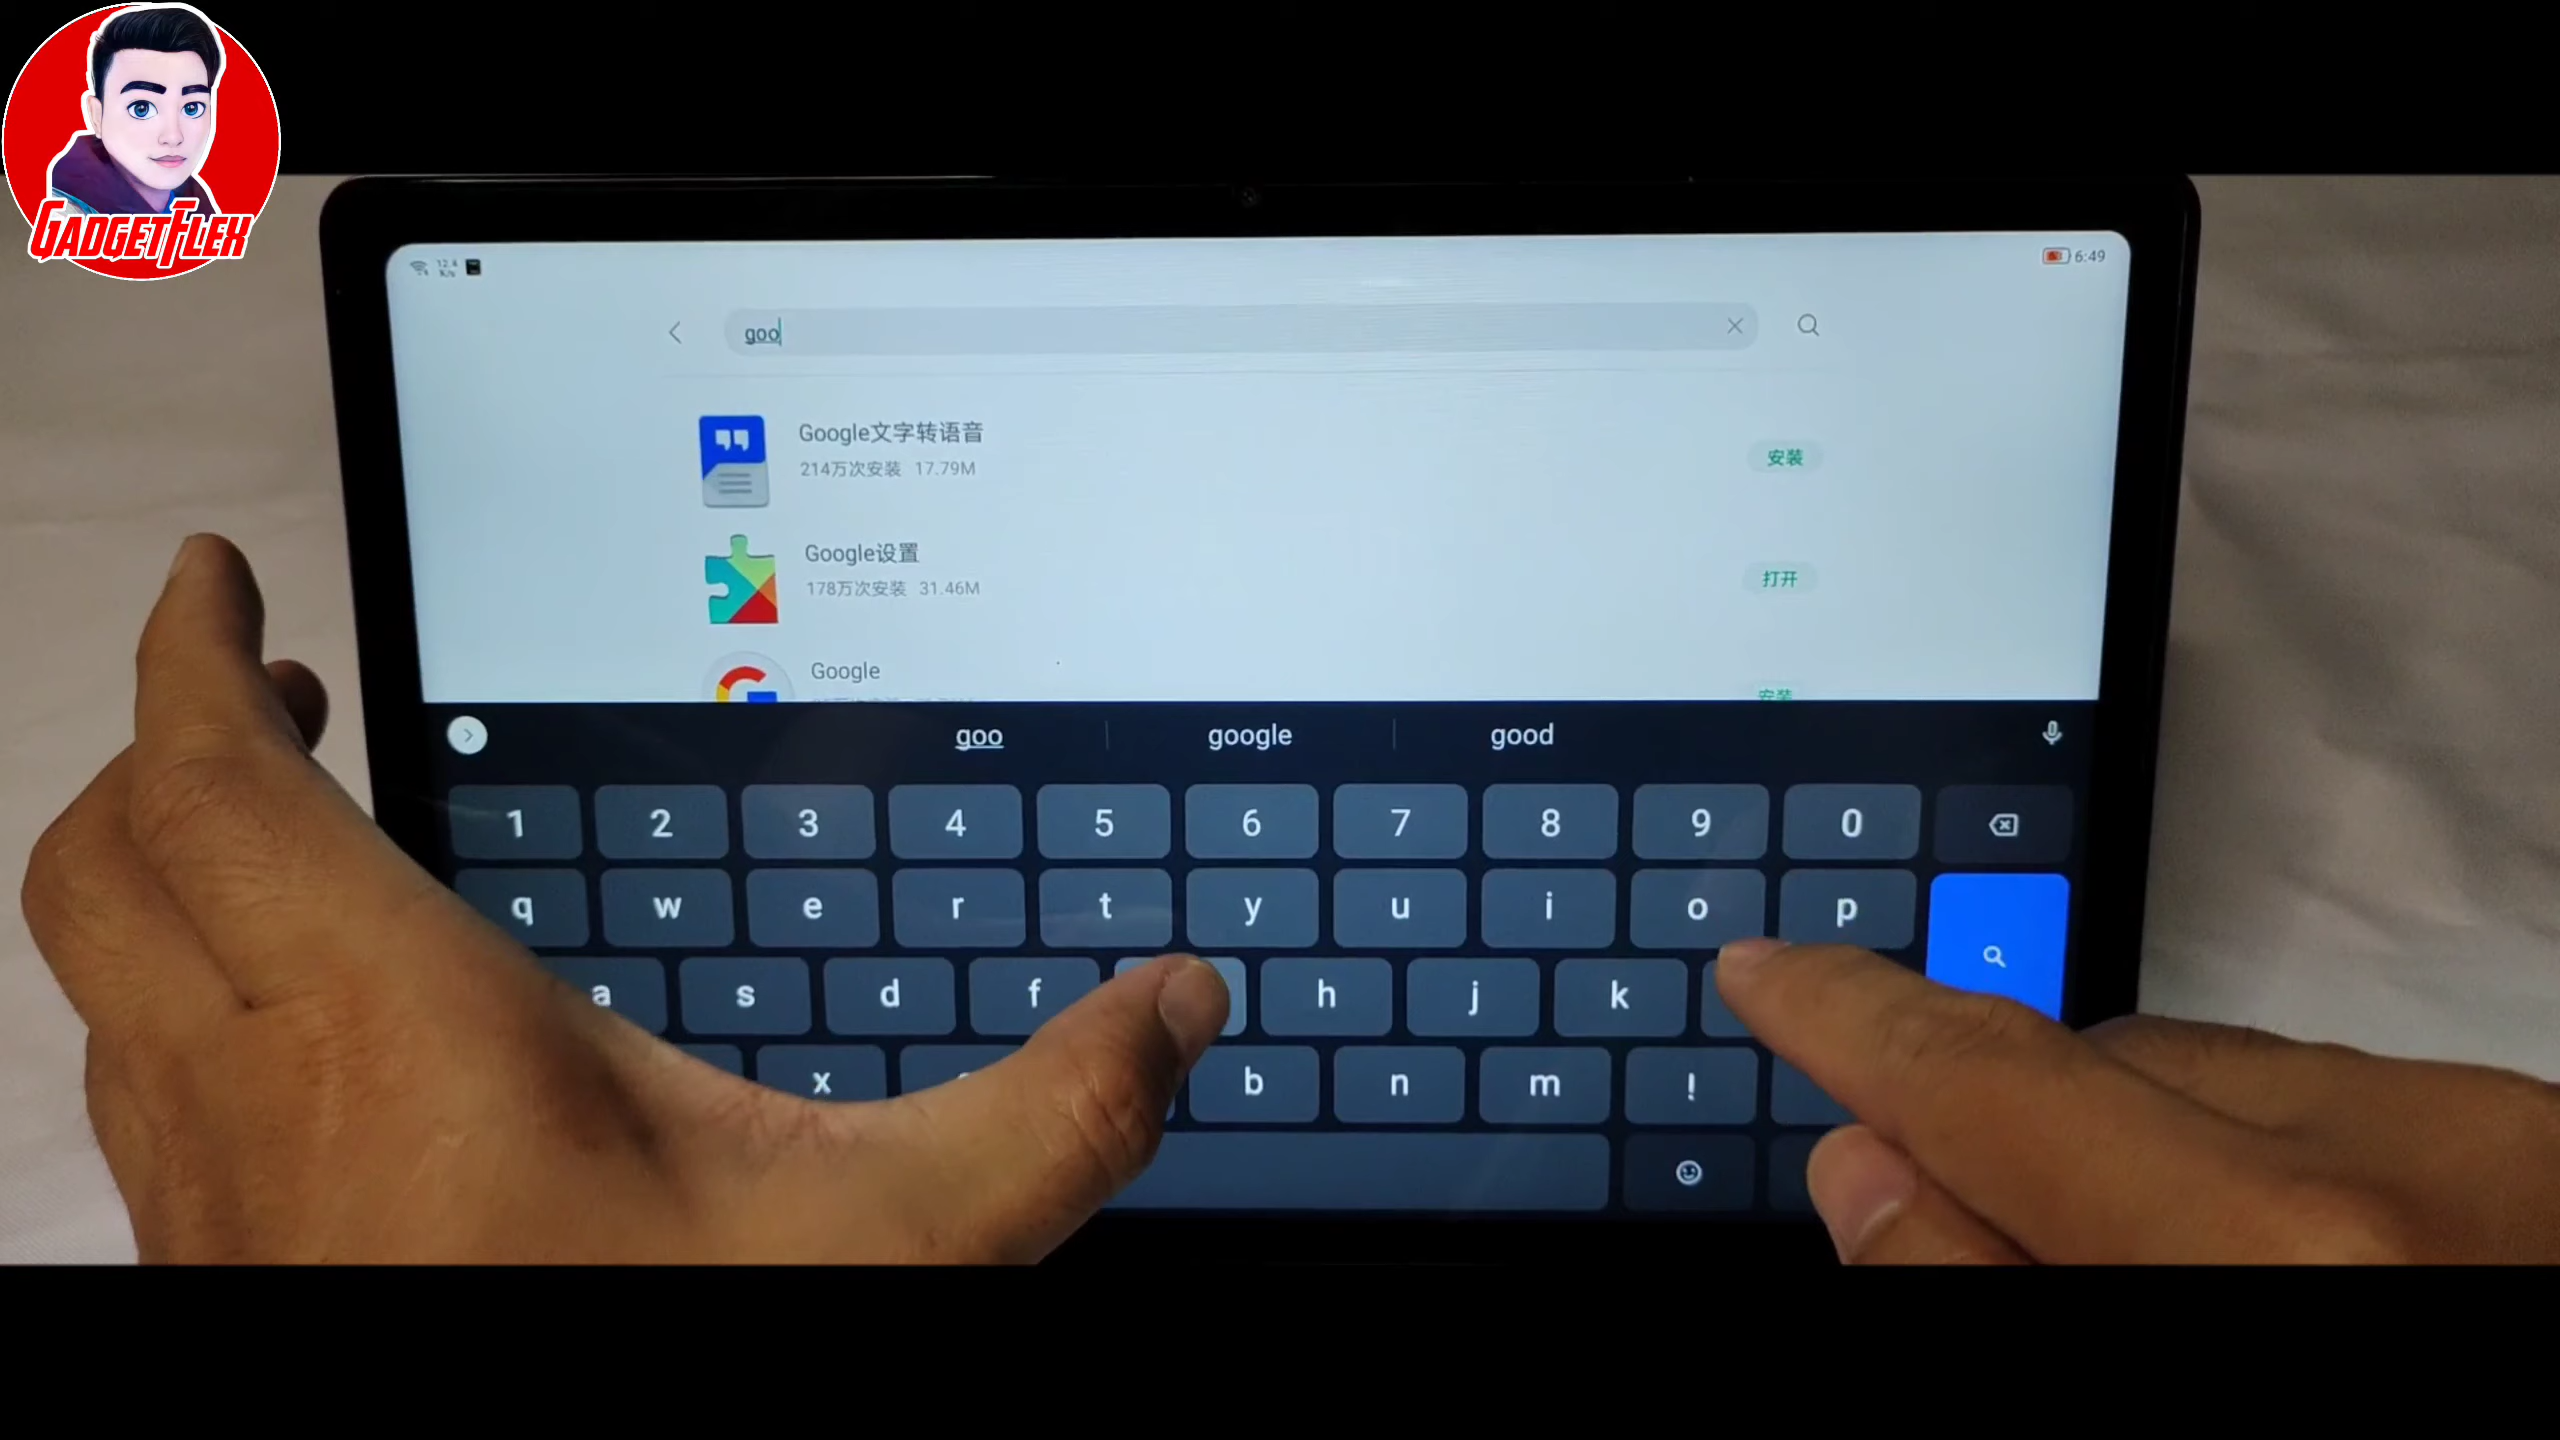 GADGETFLEX
12.4
K/s
6:49
goo
Google文字转语音
214万次安装 17.79M
安装
Google设置
178万次安装 31.46M
打开
Google
安装
goo google good
1 2 3 4 5 6 7 8 9 0
q w e r t y u i o p
a s d f h j k
x b n m !